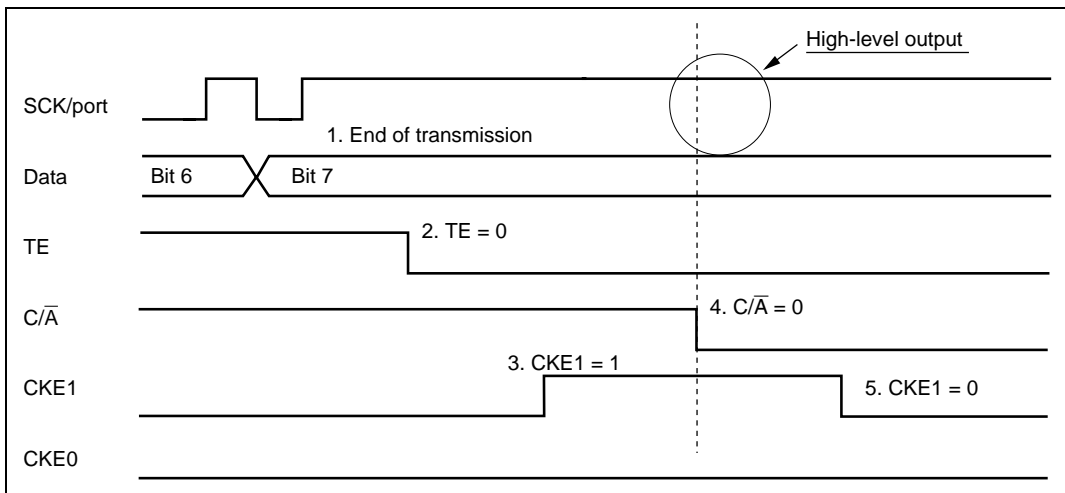 High-level output
SCK/port
1. End of transmission
Data
Bit 6
Bit 7
TE
2. TE = 0
C/A̅
4. C/A̅ = 0
3. CKE1 = 1
CKE1
5. CKE1 = 0
CKE0